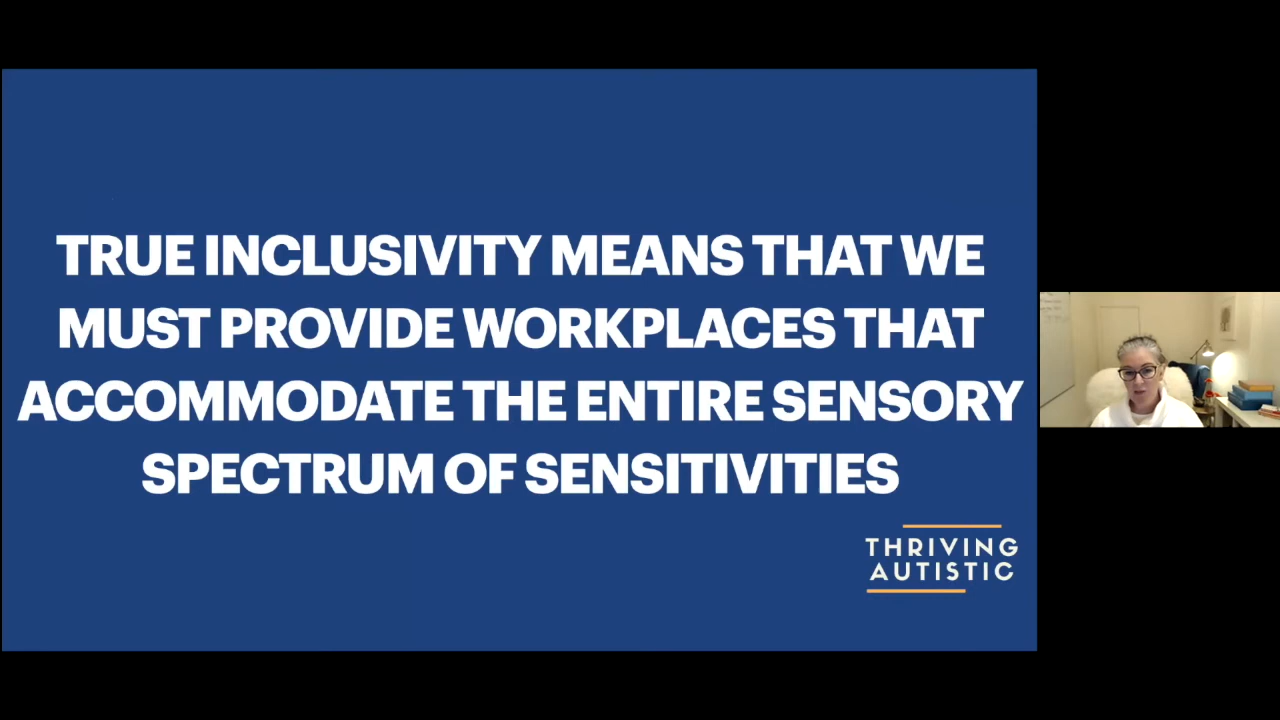 TRUE INCLUSIVITY MEANS THAT WE
MUST PROVIDE WORKPLACES THAT
ACCOMMODATE THE ENTIRE SENSORY
SPECTRUM OF SENSITIVITIES
THRIVING
AUTISTIC